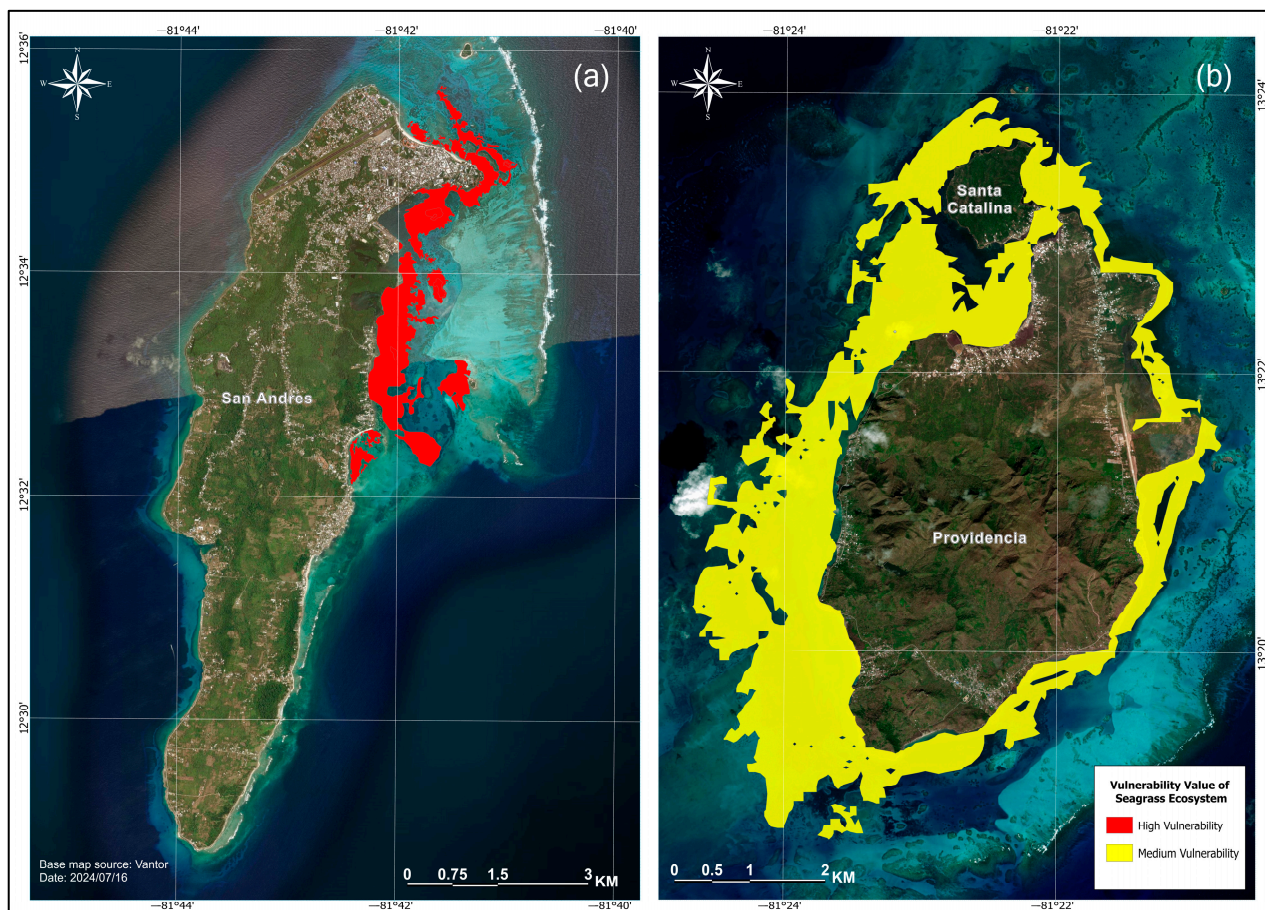 —81°44'
—81°42'
—81°40'
12°36'
12°34'
12°32'
12°30'
N
W
E
S
(a)
San Andres
Base map source: Vantor
Date: 2024/07/16
0 0.75 1.5 3 KM
—81°44'
—81°42'
—81°40'
—81°24'
—81°22'
13°24'
13°22'
13°20'
N
W
E
S
(b)
Santa
Catalina
Providencia
0 0.5 1 2 KM
Vulnerability Value of
Seagrass Ecosystem
High Vulnerability
Medium Vulnerability
—81°24'
—81°22'